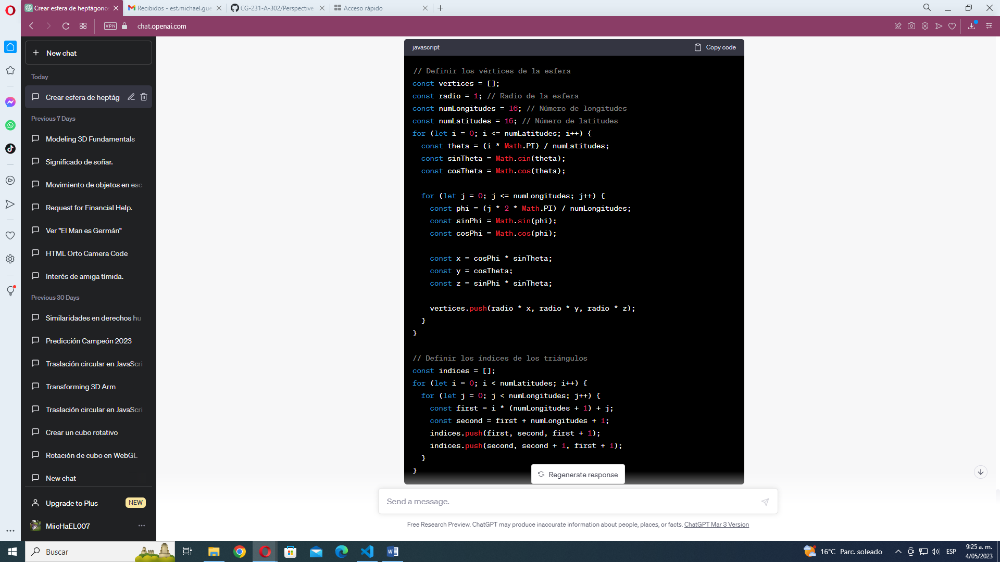 Crear esfera de heptágono
Recibidos - est.michael.gue
CG-231-A-302/Perspective
Acceso rápido
VPN
chat.openai.com
New chat
Today
Crear esfera de heptág
Previous 7 Days
Modeling 3D Fundamentals
Significado de soñar.
Movimiento de objetos en esc
Request for Financial Help.
Ver "El Man es Germán"
HTML Orto Camera Code
Interés de amiga tímida.
Previous 30 Days
Similaridades en derechos hu
Predicción Campeón 2023
Traslación circular en JavaScri
Transforming 3D Arm
Traslación circular en JavaScri
Crear un cubo rotativo
Rotación de cubo en WebGL
New chat
Upgrade to Plus
NEW
MiicHaEL007
javascript
Copy code
// Definir los vértices de la esfera
const vertices = [];
const radio = 1; // Radio de la esfera
const numLongitudes = 16; // Número de longitudes
const numLatitudes = 16; // Número de latitudes
for (let i = 0; i <= numLatitudes; i++) {
const theta = (i * Math.PI) / numLatitudes;
const sinTheta = Math.sin(theta);
const cosTheta = Math.cos(theta);
for (let j = 0; j <= numLongitudes; j++) {
const phi = (j * 2 * Math.PI) / numLongitudes;
const sinPhi = Math.sin(phi);
const cosPhi = Math.cos(phi);
const x = cosPhi * sinTheta;
const y = cosTheta;
const z = sinPhi * sinTheta;
vertices.push(radio * x, radio * y, radio * z);
}
}
// Definir los índices de los triángulos
const indices = [];
for (let i = 0; i < numLatitudes; i++) {
for (let j = 0; j < numLongitudes; j++) {
const first = i * (numLongitudes + 1) + j;
const second = first + numLongitudes + 1;
indices.push(first, second, first + 1);
indices.push(second, second + 1, first + 1);
}
}
Regenerate response
Send a message.
Free Research Preview. ChatGPT may produce inaccurate information about people, places, or facts. ChatGPT Mar 3 Version
Buscar
16°C Parc. soleado
ESP
9:25 a. m.
4/05/2023